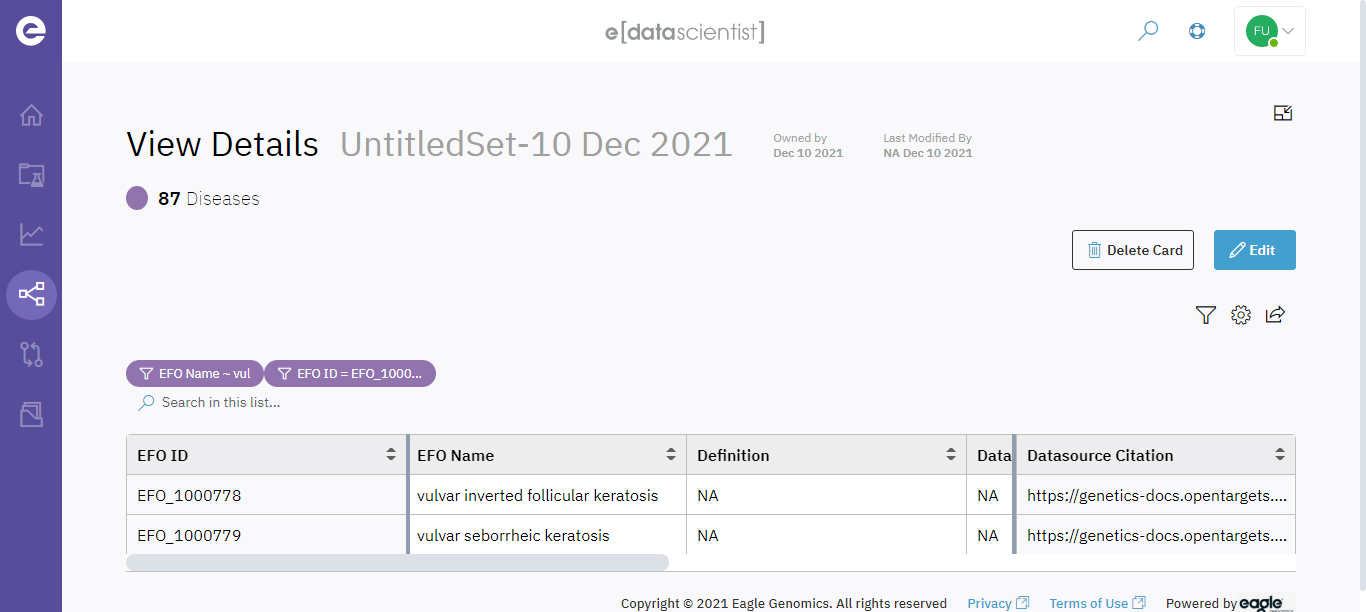 e[datascientist]
FU
View Details UntitledSet-10 Dec 2021
Owned by
Dec 10 2021
Last Modified By
NA Dec 10 2021
87 Diseases
Delete Card
Edit
EFO Name ~ vul
EFO ID = EFO_1000...
Search in this list...
EFO ID EFO Name Definition Data Datasource Citation
EFO_1000778 vulvar inverted follicular keratosis NA NA https://genetics-docs.opentargets....
EFO_1000779 vulvar seborrheic keratosis NA NA https://genetics-docs.opentargets....
Copyright © 2021 Eagle Genomics. All rights reserved Privacy Terms of Use Powered by eagle